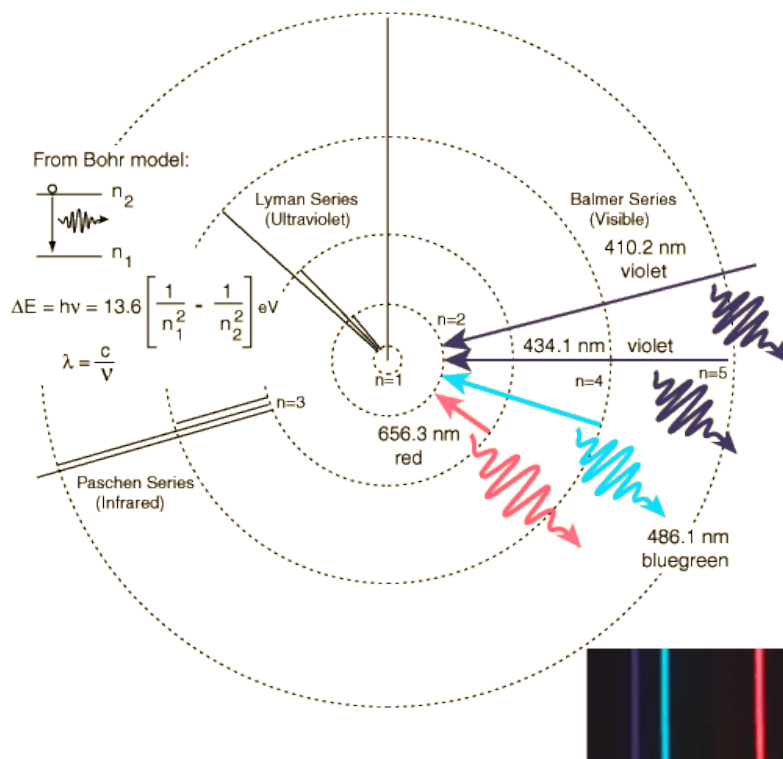 From Bohr model:
n₂
n₁
ΔE = hν = 13.6 [ 1/n₁² - 1/n₂² ] eV
λ = c/ν
Lyman Series
(Ultraviolet)
Balmer Series
(Visible)
410.2 nm
violet
n=2
434.1 nm violet
n=1
n=4
n=5
n=3
656.3 nm
red
Paschen Series
(Infrared)
486.1 nm
bluegreen